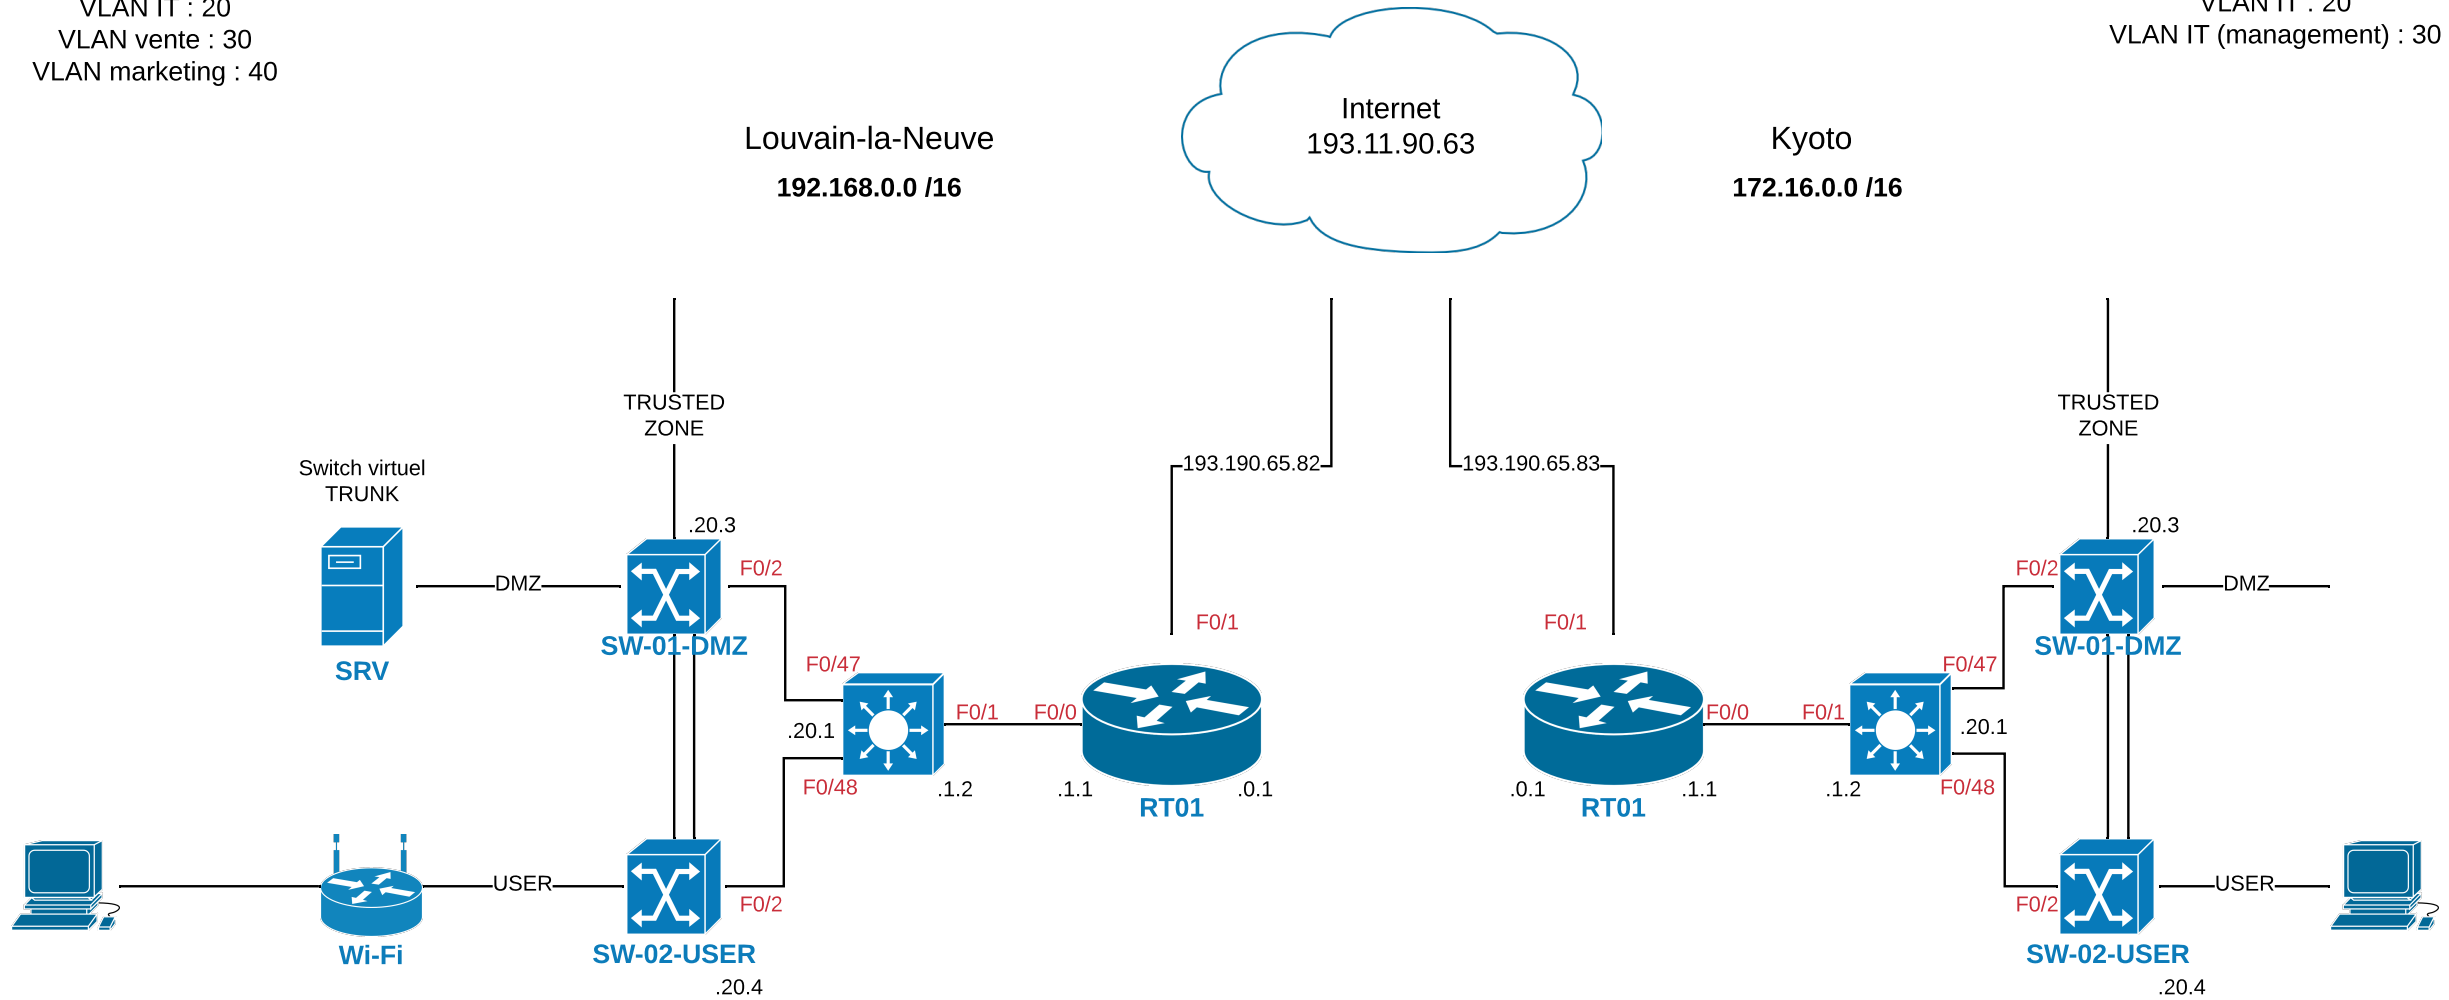 VLAN IT : 20
VLAN vente : 30
VLAN marketing : 40
VLAN IT : 20
VLAN IT (management) : 30
Internet
193.11.90.63
Louvain-la-Neuve
192.168.0.0 /16
Kyoto
172.16.0.0 /16
TRUSTED
ZONE
TRUSTED
ZONE
193.190.65.82
193.190.65.83
Switch virtuel
TRUNK
.20.3
.20.3
F0/2
F0/2
DMZ
DMZ
F0/1
F0/1
SW-01-DMZ
SW-01-DMZ
SRV
F0/47
F0/47
F0/1
F0/0
F0/0
F0/1
.20.1
.20.1
F0/48
.1.2
.1.1
.0.1
.0.1
.1.1
.1.2
F0/48
RT01
RT01
USER
USER
F0/2
F0/2
Wi-Fi
SW-02-USER
SW-02-USER
.20.4
.20.4